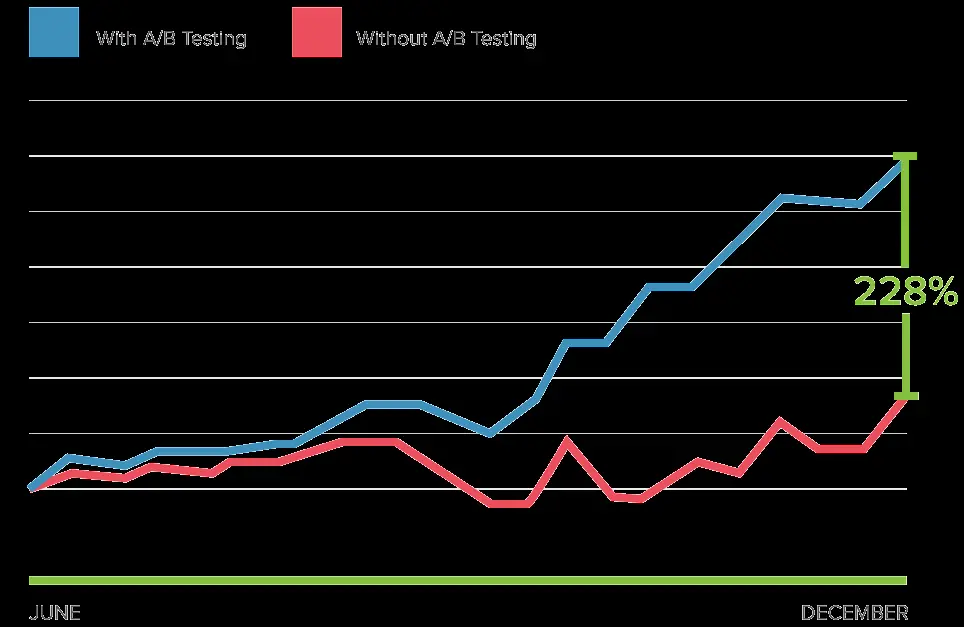 With A/B Testing
Without A/B Testing
228%
JUNE
DECEMBER